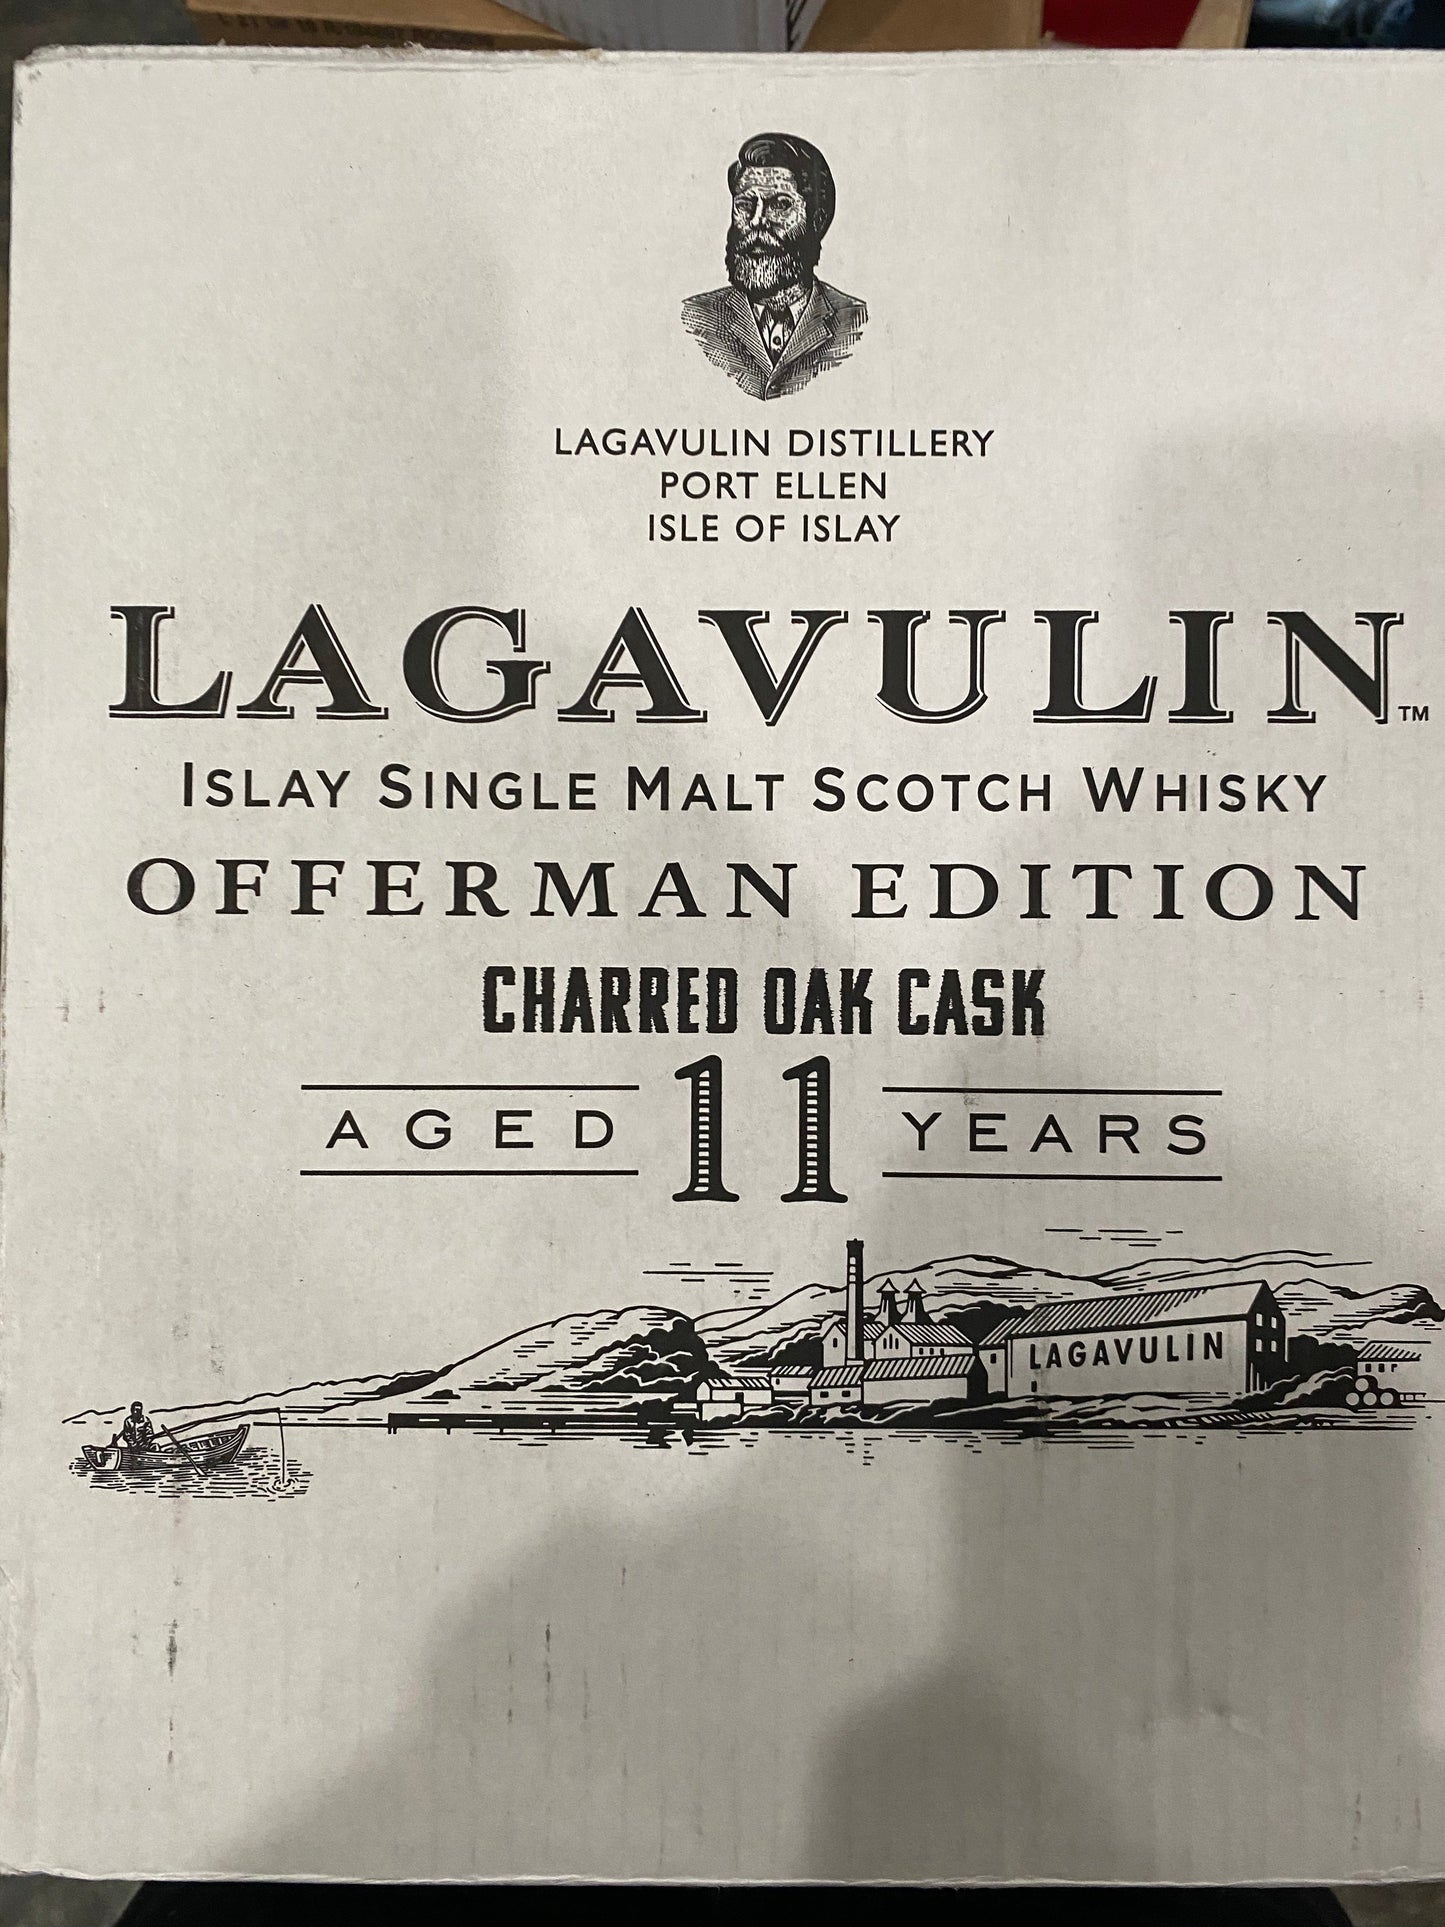 LAGAVULIN DISTILLERY
PORT ELLEN
ISLE OF ISLAY
LAGAVULIN™
ISLAY SINGLE MALT SCOTCH WHISKY
OFFERMAN EDITION
CHARRED OAK CASK
AGED 11 YEARS
LAGAVULIN